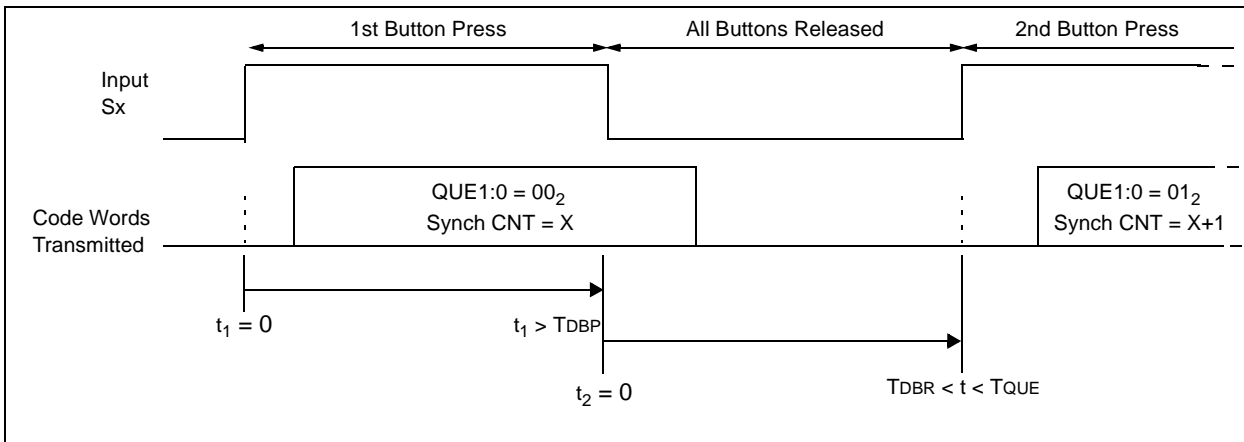 1st Button Press
All Buttons Released
2nd Button Press
Input
Sx
QUE1:0 = 00₂
Synch CNT = X
QUE1:0 = 01₂
Synch CNT = X+1
Code Words
Transmitted
t₁ = 0
t₁ > TDBP
t₂ = 0
TDBR < t < TQUE